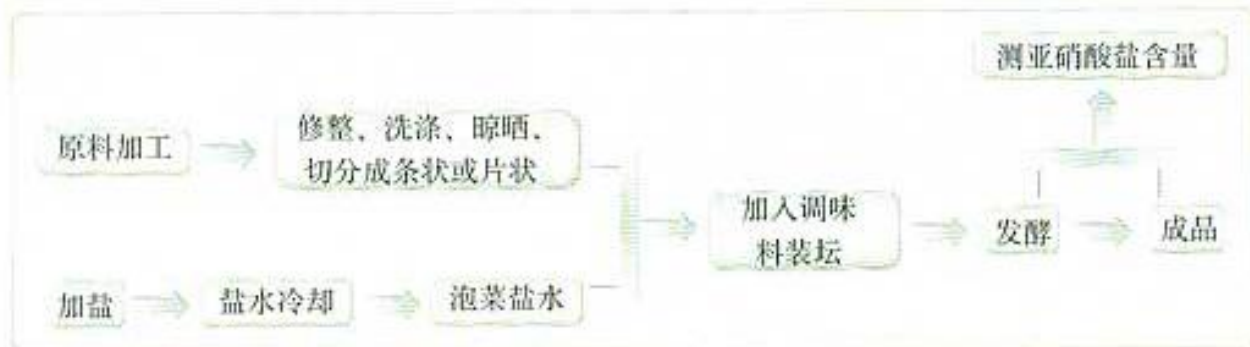 测亚硝酸盐含量
原料加工
修整、洗涤、晾晒、
切分成条状或片状
加入调味
料装坛
发酵
成品
加盐
盐水冷却
泡菜盐水